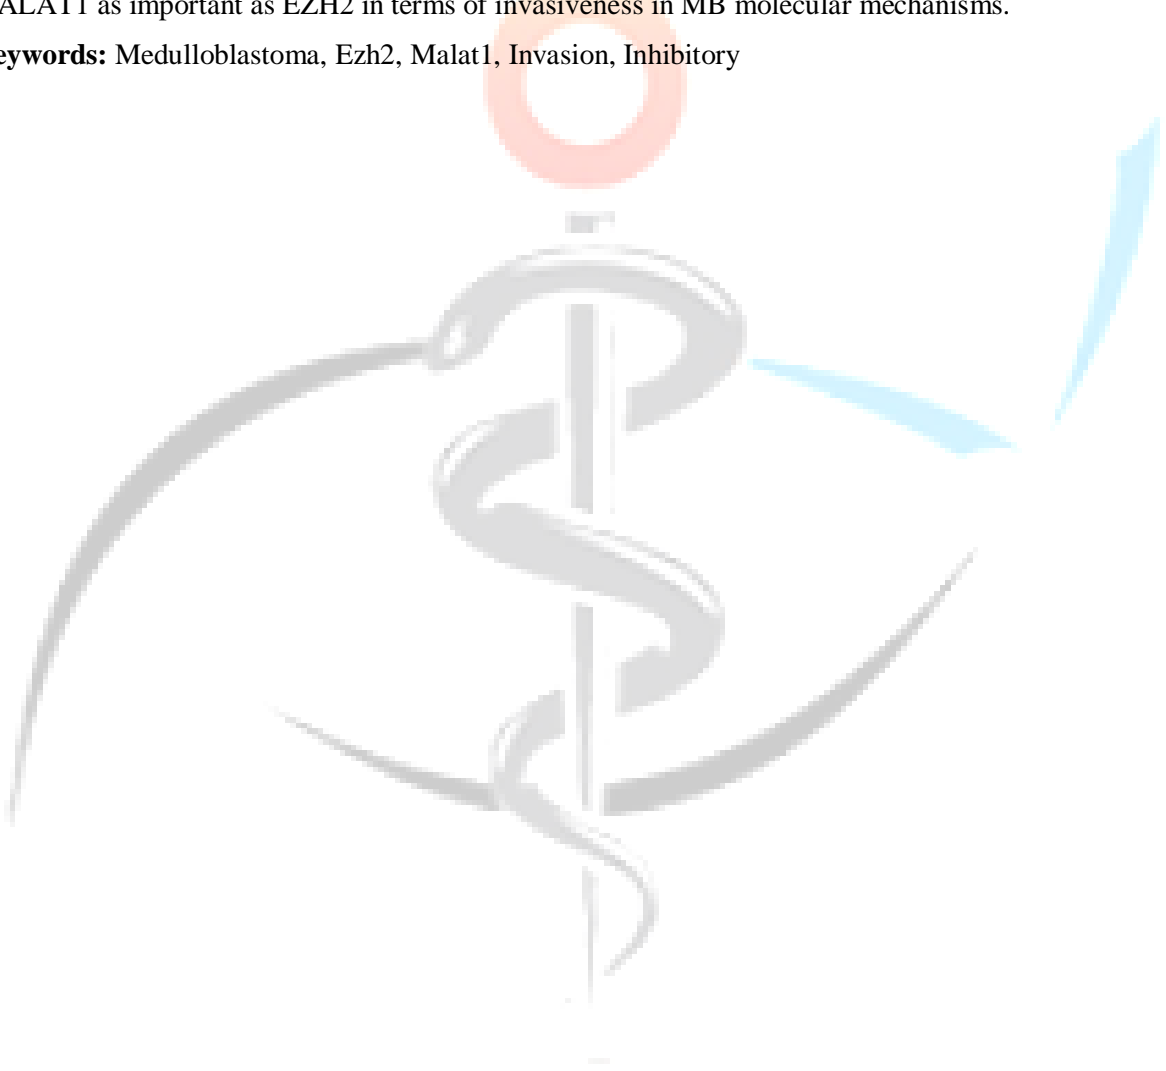 ALAT1 as important as EZH2 in terms of invasiveness in MB molecular mechanisms.
eywords: Medulloblastoma, Ezh2, Malat1, Invasion, Inhibitory